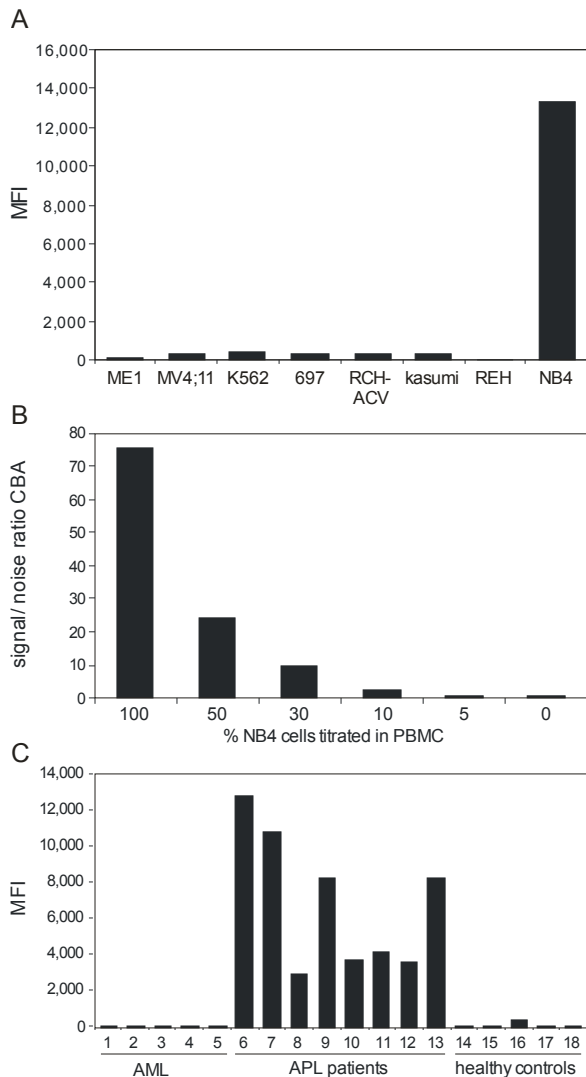 A
16,000
14,000
12,000
10,000
8,000
6,000
4,000
2,000
0
MFI
ME1 MV4;11 K562 697 RCH- kasumi REH NB4
ACV
B
80
70
60
50
40
30
20
10
0
signal/ noise ratio CBA
100 50 30 10 5 0
% NB4 cells titrated in PBMC
C
14,000
12,000
10,000
8,000
6,000
4,000
2,000
0
MFI
1 2 3 4 5 6 7 8 9 10 11 12 13 14 15 16 17 18
AML APL patients healthy controls